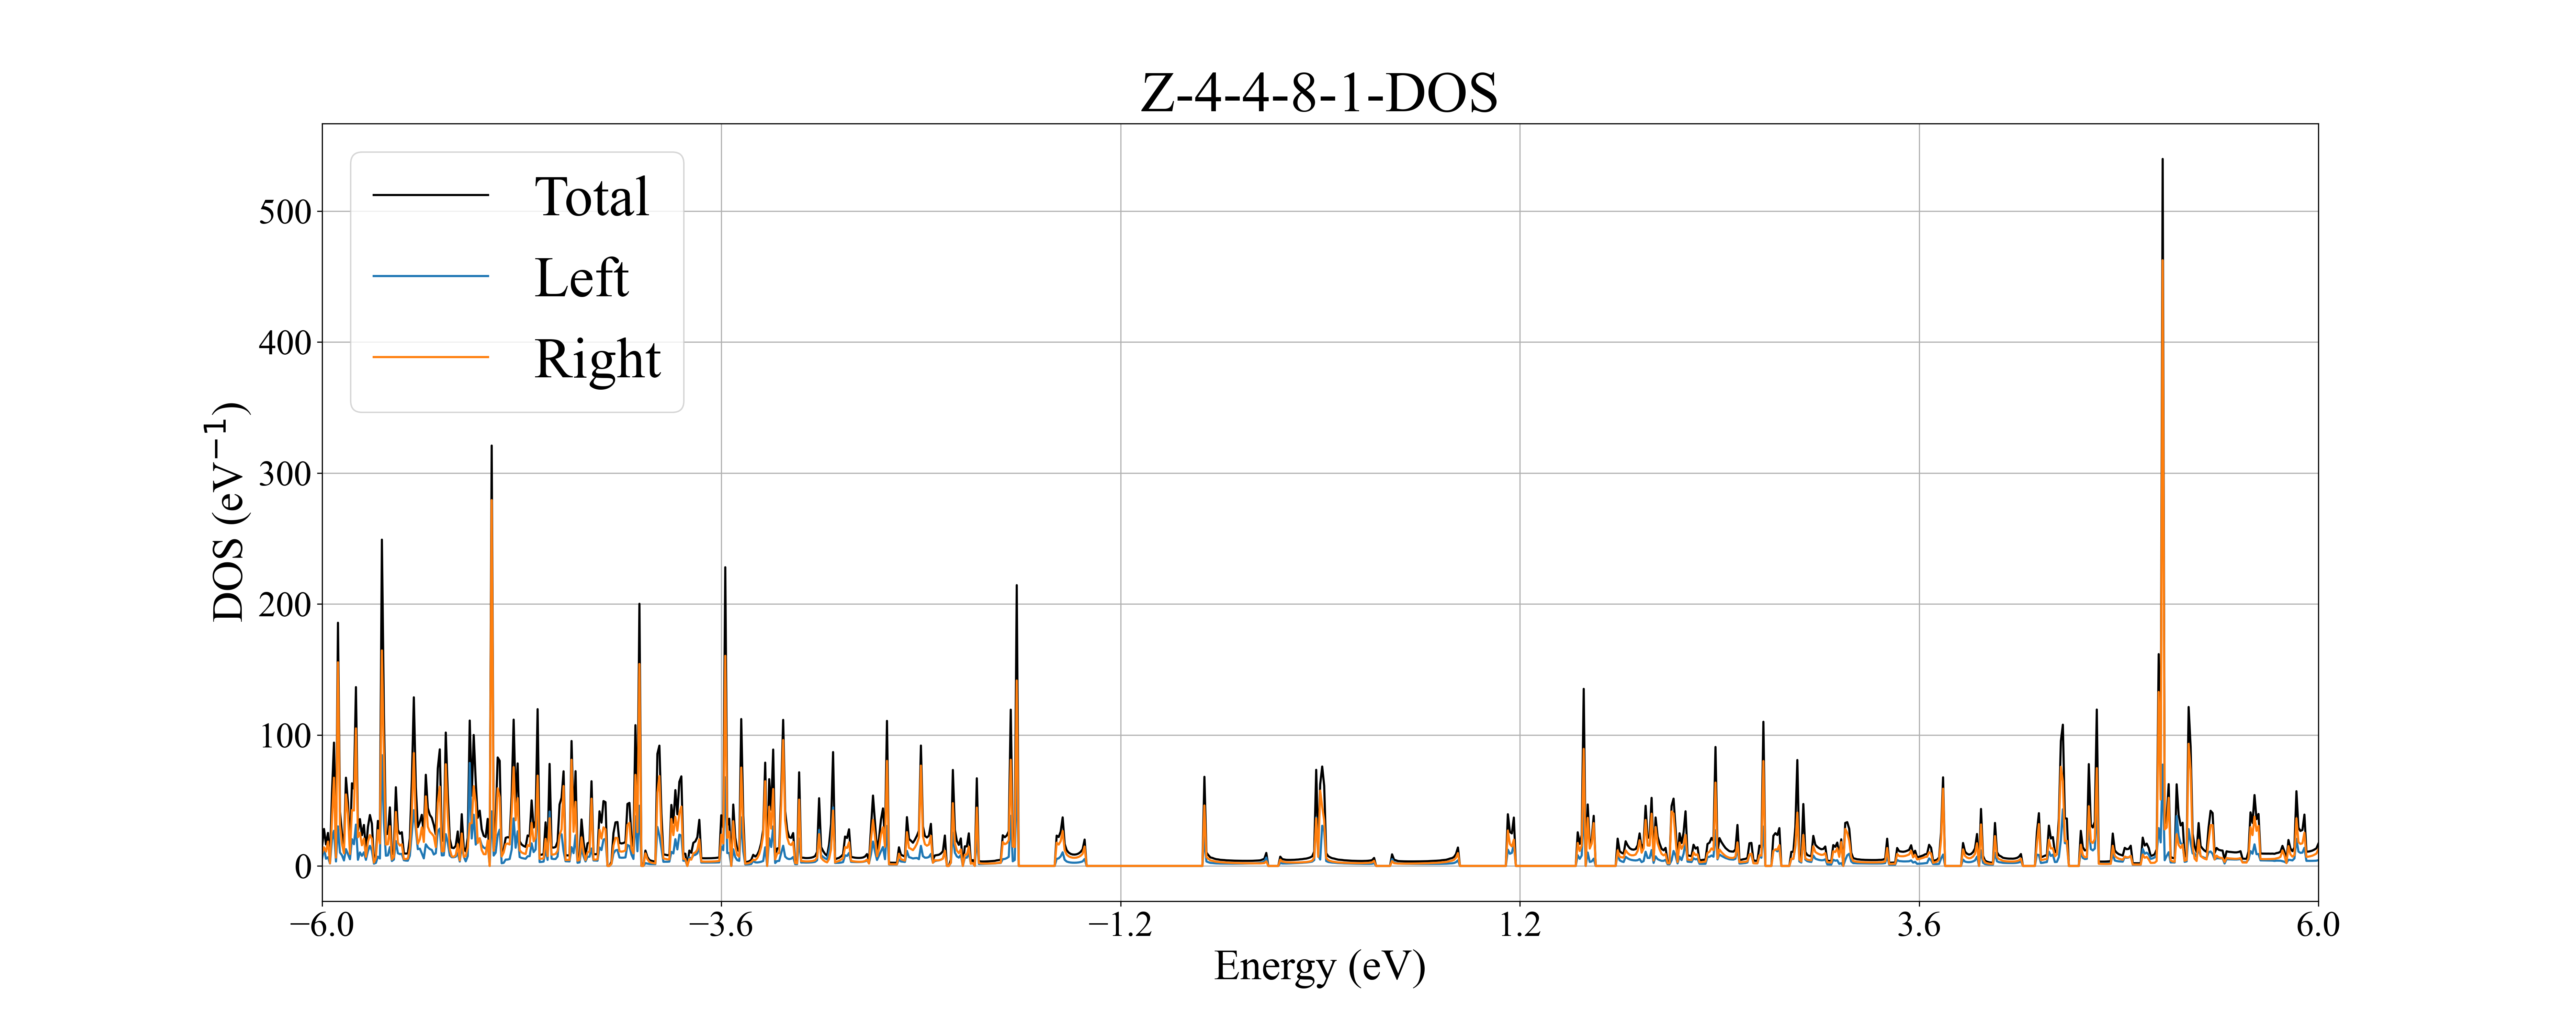 Z-4-4-8-1-DOS
Total
Left
Right
500
400
300
200
100
0
DOS (eV⁻¹)
−6.0
−3.6
−1.2
1.2
3.6
6.0
Energy (eV)